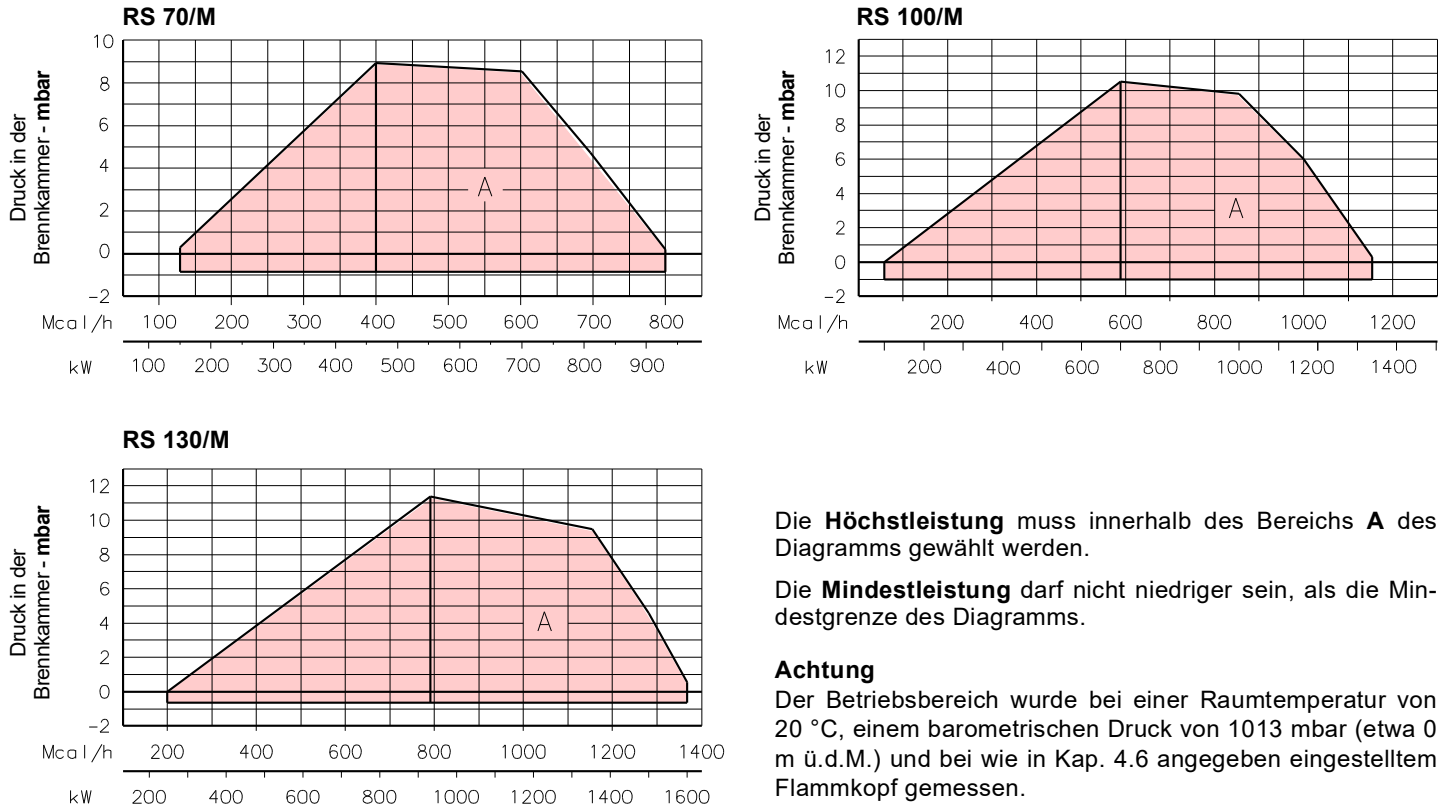 RS 70/M
Druck in der
Brennkammer - mbar
10
8
6
4
2
0
-2
A
Mcal/h 100 200 300 400 500 600 700 800
kW 100 200 300 400 500 600 700 800 900
RS 100/M
Druck in der
Brennkammer - mbar
12
10
8
6
4
2
0
-2
A
Mcal/h 200 400 600 800 1000 1200
kW 200 400 600 800 1000 1200 1400
RS 130/M
Druck in der
Brennkammer - mbar
12
10
8
6
4
2
0
-2
A
Mcal/h 200 400 600 800 1000 1200 1400
kW 200 400 600 800 1000 1200 1400 1600
Die Höchstleistung muss innerhalb des Bereichs A des
Diagramms gewählt werden.
Die Mindestleistung darf nicht niedriger sein, als die Min-
destgrenze des Diagramms.
Achtung
Der Betriebsbereich wurde bei einer Raumtemperatur von
20 °C, einem barometrischen Druck von 1013 mbar (etwa 0
m ü.d.M.) und bei wie in Kap. 4.6 angegeben eingestelltem
Flammkopf gemessen.